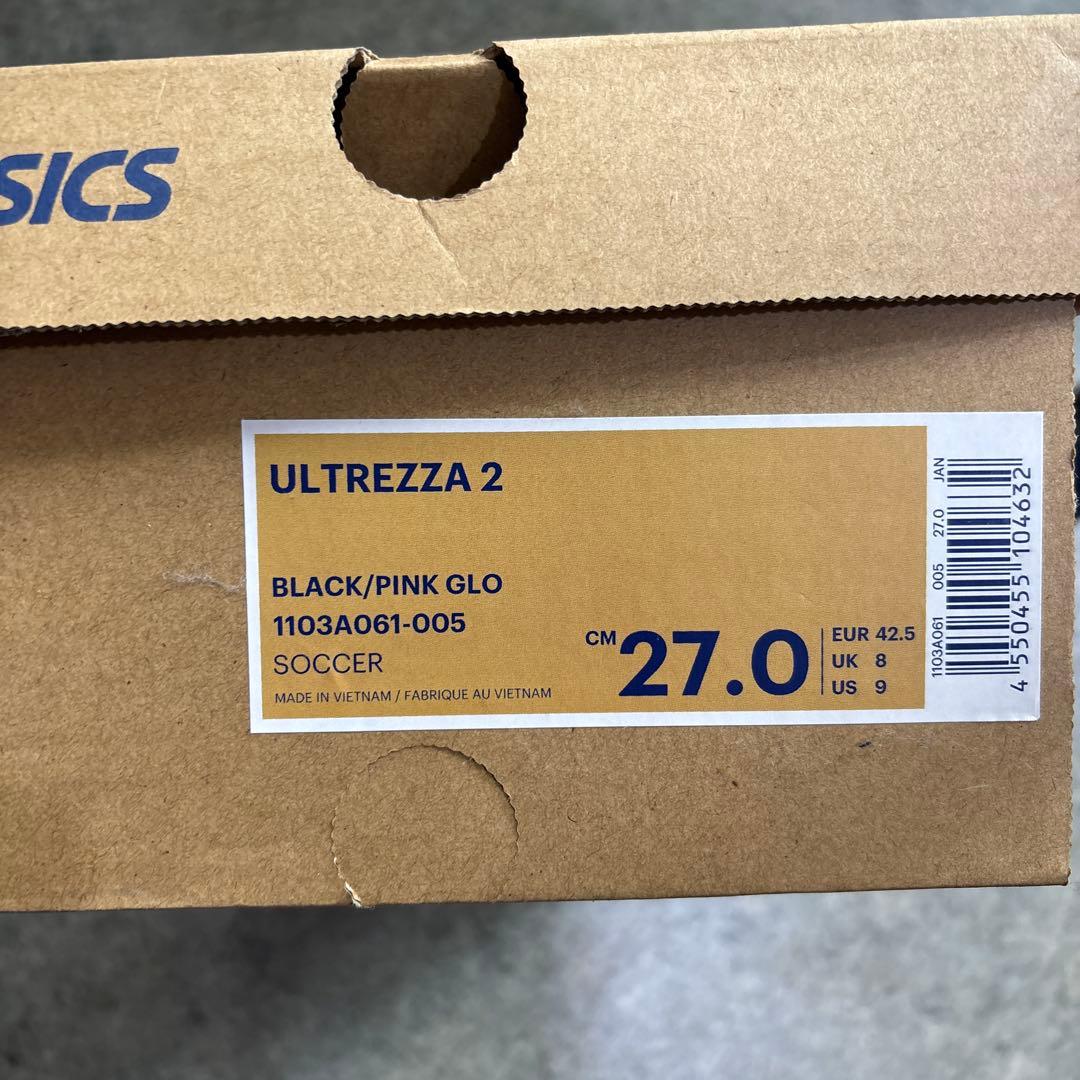 SICS
ULTREZZA 2
BLACK/PINK GLO
1103A061-005
SOCCER
MADE IN VIETNAM / FABRIQUE AU VIETNAM
CM 27.0
EUR 42.5
UK 8
US 9
1103A061 005 27.0 JAN
4 550455 104632